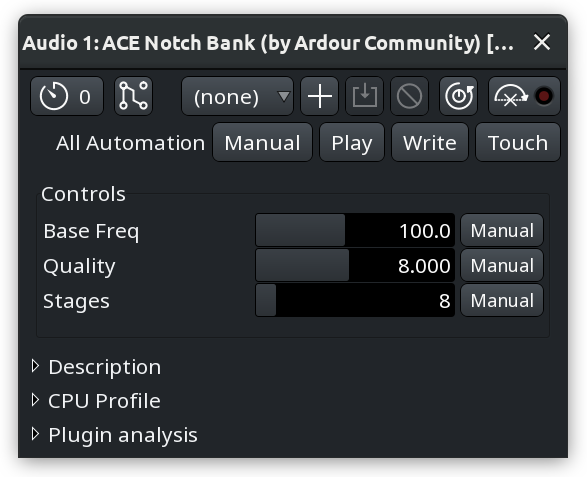 Audio 1: ACE Notch Bank (by Ardour Community) [...
0 (none)
All Automation Manual Play Write Touch
Controls
Base Freq 100.0 Manual
Quality 8.000 Manual
Stages 8 Manual
Description
CPU Profile
Plugin analysis